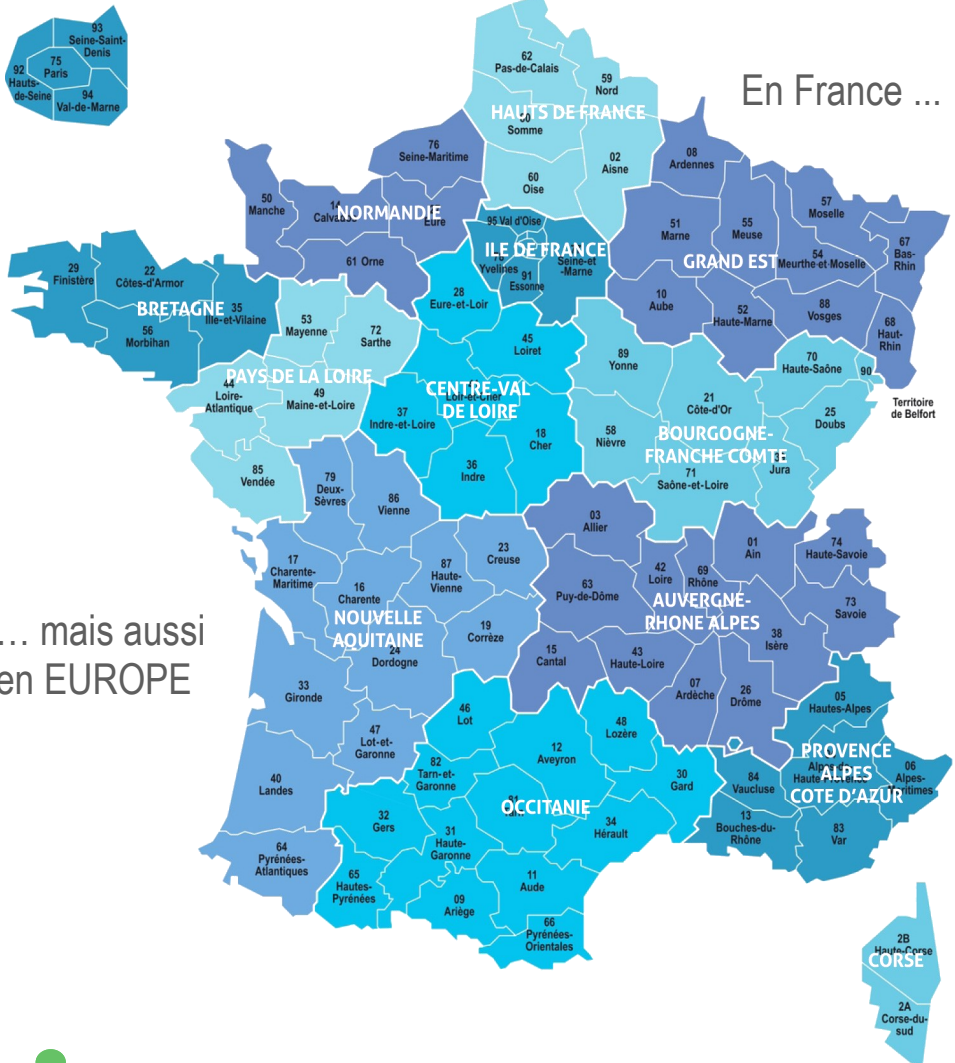 93
Seine-Saint-
Denis
75
Paris
92
Hauts-
de-Seine
94
Val-de-Marne
En France ...
62
Pas-de-Calais
59
Nord
HAUTS DE FRANCE
Somme
02
Aisne
60
Oise
76
Seine-Maritime
08
Ardennes
50
Manche
14
NORMANDIE
Eure
61 Orne
95 Val d'Oise
ILE DE FRANCE
Yvelines
91
Essonne
Seine-et
-Marne
51
Marne
55
Meuse
57
Moselle
54
Meurthe et Moselle
67
Bas-
Rhin
GRAND EST
10
Aube
52
Haute-Marne
88
Vosges
68
Haut-
Rhin
29
Finistère
22
Côtes-d'Armor
BRETAGNE
35
Ille-et-Vilaine
56
Morbihan
53
Mayenne
72
Sarthe
28
Eure-et-Loir
45
Loiret
PAYS DE LA LOIRE
44
Loire-
Atlantique
49
Maine-et-Loire
85
Vendée
CENTRE-VAL
DE LOIRE
Loir-et-Cher
37
Indre-et-Loire
18
Cher
36
Indre
89
Yonne
70
Haute-Saône
90
Territoire
de Belfort
21
Côte-d'Or
25
Doubs
58
Nièvre
BOURGOGNE-
FRANCHE COMTE
Jura
71
Saône-et-Loire
79
Deux-
Sèvres
86
Vienne
03
Allier
01
Ain
74
Haute-Savoie
17
Charente-
Maritime
16
Charente
87
Haute-
Vienne
23
Creuse
63
Puy-de-Dôme
42
Loire
69
Rhône
73
Savoie
AUVERGNE-
RHONE ALPES
38
Isère
NOUVELLE
AQUITAINE
19
Corrèze
24
Dordogne
15
Cantal
43
Haute-Loire
07
Ardèche
26
Drôme
… mais aussi
en EUROPE
33
Gironde
47
Lot-et-
Garonne
40
Landes
64
Pyrénées-
Atlantiques
46
Lot
12
Aveyron
48
Lozère
82
Tarn-et-
Garonne
81
Tarn
OCCITANIE
30
Gard
32
Gers
31
Haute-
Garonne
34
Hérault
65
Hautes-
Pyrénées
09
Ariège
11
Aude
66
Pyrénées-
Orientales
05
Hautes-Alpes
PROVENCE
ALPES
COTE D'AZUR
Alpes-de-
Haute-Provence
06
Alpes-
Maritimes
84
Vaucluse
13
Bouches-du-
Rhône
83
Var
2B
Haute-Corse
CORSE
2A
Corse-du-
sud